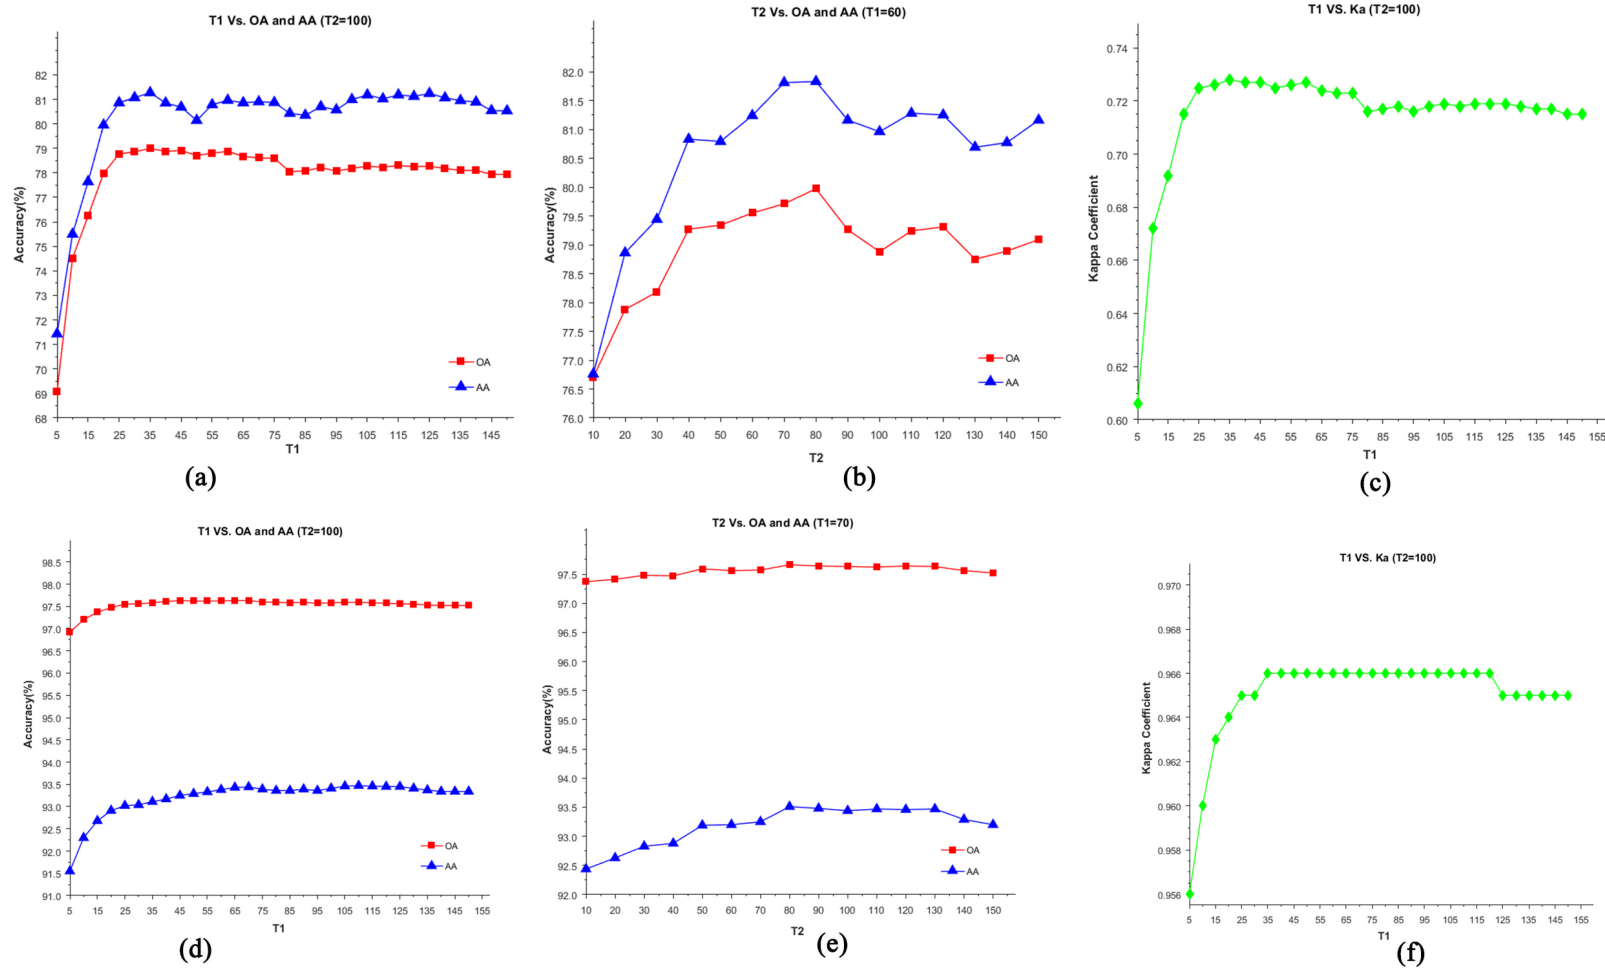 T1 Vs. OA and AA (T2=100)
Accuracy(%)
82
81
80
79
78
77
76
75
74
73
72
71
70
69
68
OA
AA
5 15 25 35 45 55 65 75 85 95 105 115 125 135 145
T1
(a)
T2 Vs. OA and AA (T1=60)
Accuracy(%)
82.0
81.5
81.0
80.5
80.0
79.5
79.0
78.5
78.0
77.5
77.0
76.5
76.0
OA
AA
10 20 30 40 50 60 70 80 90 100 110 120 130 140 150
T2
(b)
T1 VS. Ka (T2=100)
Kappa Coefficient
0.74
0.72
0.70
0.68
0.66
0.64
0.62
0.60
5 15 25 35 45 55 65 75 85 95 105 115 125 135 145 155
T1
(c)
T1 VS. OA and AA (T2=100)
Accuracy(%)
98.5
98.0
97.5
97.0
96.5
96.0
95.5
95.0
94.5
94.0
93.5
93.0
92.5
92.0
91.5
91.0
OA
AA
5 15 25 35 45 55 65 75 85 95 105 115 125 135 145 155
T1
(d)
T2 Vs. OA and AA (T1=70)
Accuracy(%)
97.5
97.0
96.5
96.0
95.5
95.0
94.5
94.0
93.5
93.0
92.5
92.0
OA
AA
10 20 30 40 50 60 70 80 90 100 110 120 130 140 150
T2
(e)
T1 VS. Ka (T2=100)
Kappa Coefficient
0.970
0.968
0.966
0.964
0.962
0.960
0.958
0.956
5 15 25 35 45 55 65 75 85 95 105 115 125 135 145 155
T1
(f)